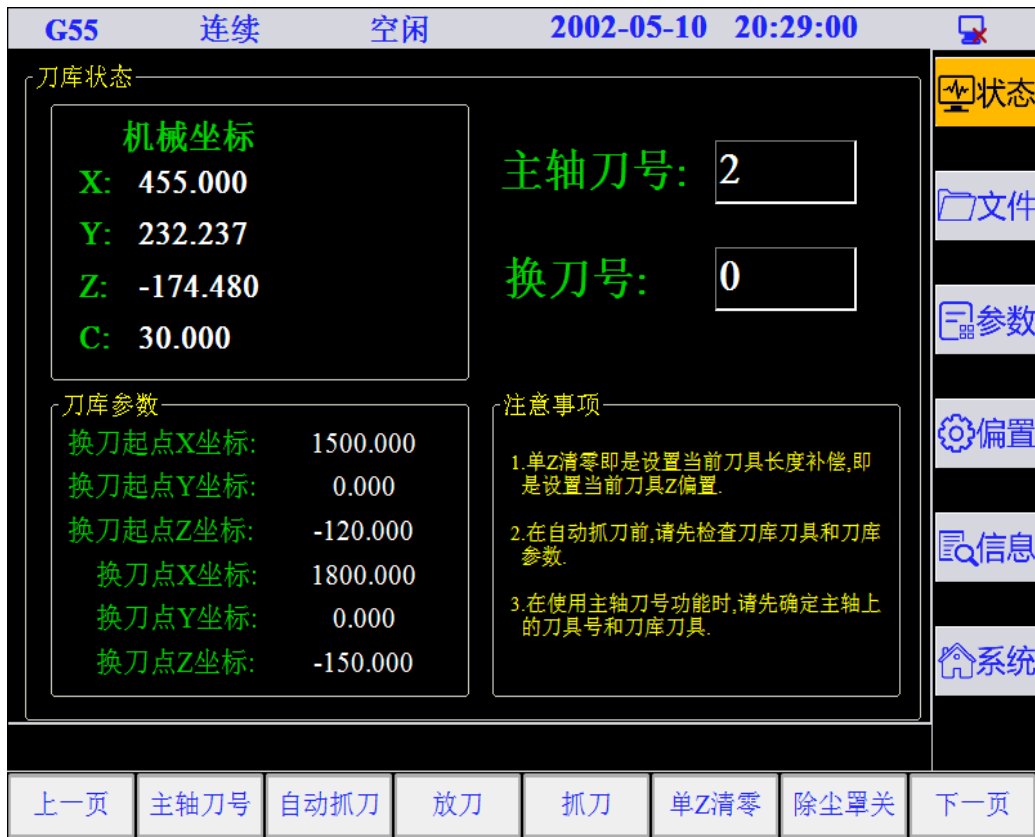 G55 连续 空闲 2002-05-10 20:29:00
刀库状态
机械坐标
X: 455.000
Y: 232.237
Z: -174.480
C: 30.000
主轴刀号: 2
换刀号: 0
刀库参数
换刀起点X坐标: 1500.000
换刀起点Y坐标: 0.000
换刀起点Z坐标: -120.000
换刀点X坐标: 1800.000
换刀点Y坐标: 0.000
换刀点Z坐标: -150.000
注意事项
1.单Z清零即是设置当前刀具长度补偿,即
是设置当前刀具Z偏置.
2.在自动抓刀前,请先检查刀库刀具和刀库
参数.
3.在使用主轴刀号功能时,请先确定主轴上
的刀具号和刀库刀具.
状态
文件
参数
偏置
信息
系统
上一页 主轴刀号 自动抓刀 放刀 抓刀 单Z清零 除尘罩关 下一页